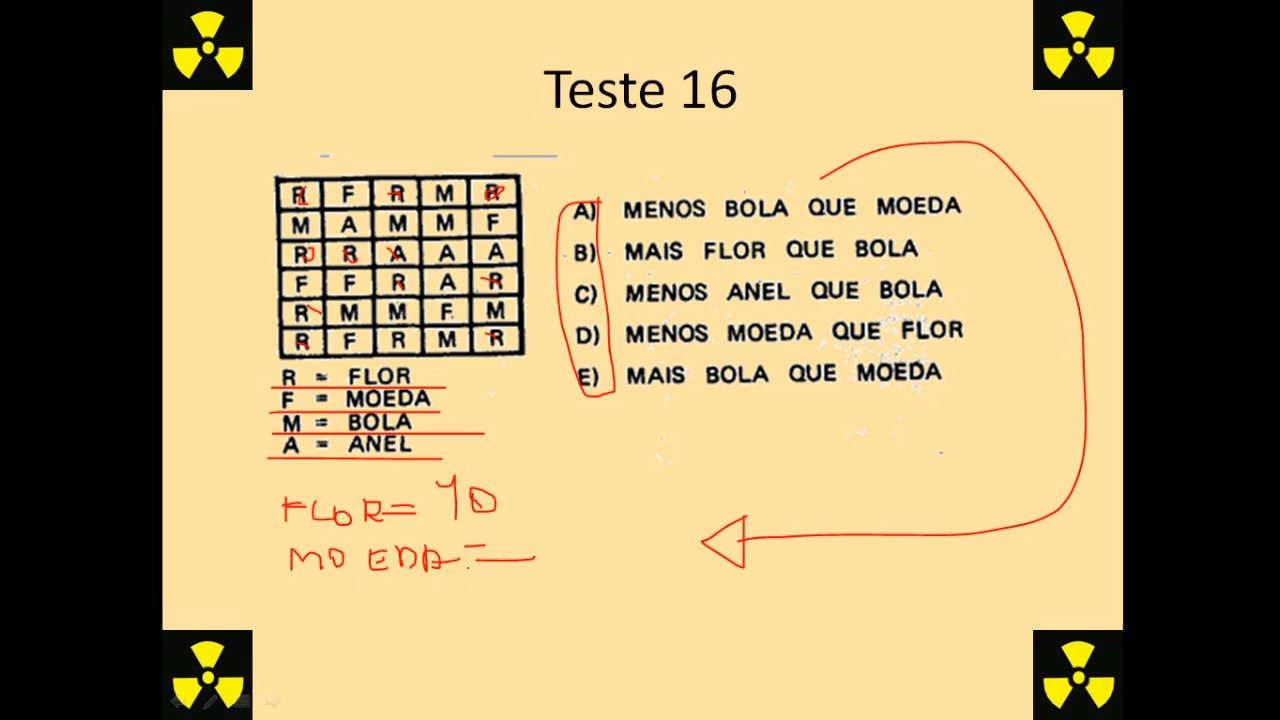 Teste 16
R F R M R
M A M M F
R R A A A
F F R A R
R M M F M
R F R M R
R = FLOR
F = MOEDA
M = BOLA
A = ANEL
A) MENOS BOLA QUE MOEDA
B) MAIS FLOR QUE BOLA
C) MENOS ANEL QUE BOLA
D) MENOS MOEDA QUE FLOR
E) MAIS BOLA QUE MOEDA
FLOR= 10
MOEDA=